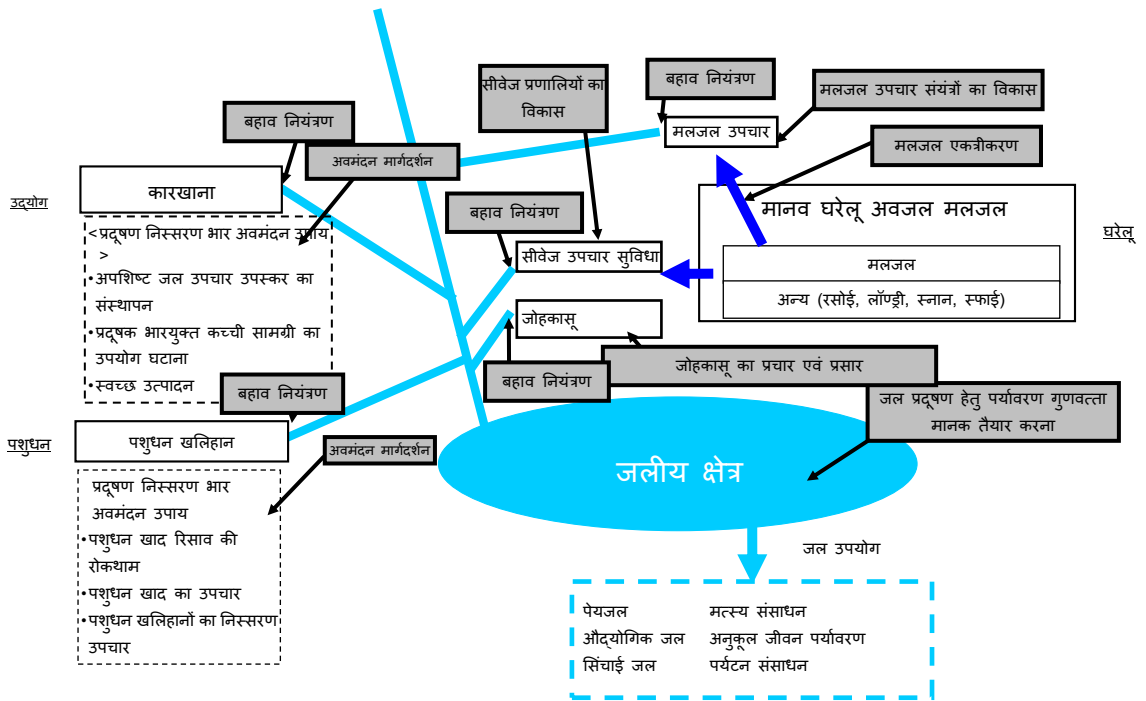 सीवेज प्रणालियों का
विकास
बहाव नियंत्रण
मलजल उपचार संयंत्रों का विकास
बहाव नियंत्रण
मलजल उपचार
मलजल एकत्रीकरण
अवमंदन मार्गदर्शन
कारखाना
उद्योग
मानव घरेलू अवजल मलजल
घरेलू
बहाव नियंत्रण
<प्रदूषण निस्सरण भार अवमंदन उपाय
>
•अपशिष्ट जल उपचार उपस्कर का
संस्थापन
•प्रदूषक भारयुक्त कच्ची सामग्री का
उपयोग घटाना
•स्वच्छ उत्पादन
सीवेज उपचार सुविधा
मलजल
अन्य (रसोई, लॉण्ड्री, स्नान, स्फाई)
जोहकासू
जोहकासू का प्रचार एवं प्रसार
बहाव नियंत्रण
बहाव नियंत्रण
जल प्रदूषण हेतु पर्यावरण गुणवत्ता
मानक तैयार करना
पशुधन
पशुधन खलिहान
अवमंदन मार्गदर्शन
जलीय क्षेत्र
प्रदूषण निस्सरण भार
अवमंदन उपाय
•पशुधन खाद रिसाव की
रोकथाम
•पशुधन खाद का उपचार
•पशुधन खलिहानों का निस्सरण
उपचार
जल उपयोग
पेयजल मत्स्य संसाधन
औद्योगिक जल अनुकूल जीवन पर्यावरण
सिंचाई जल पर्यटन संसाधन